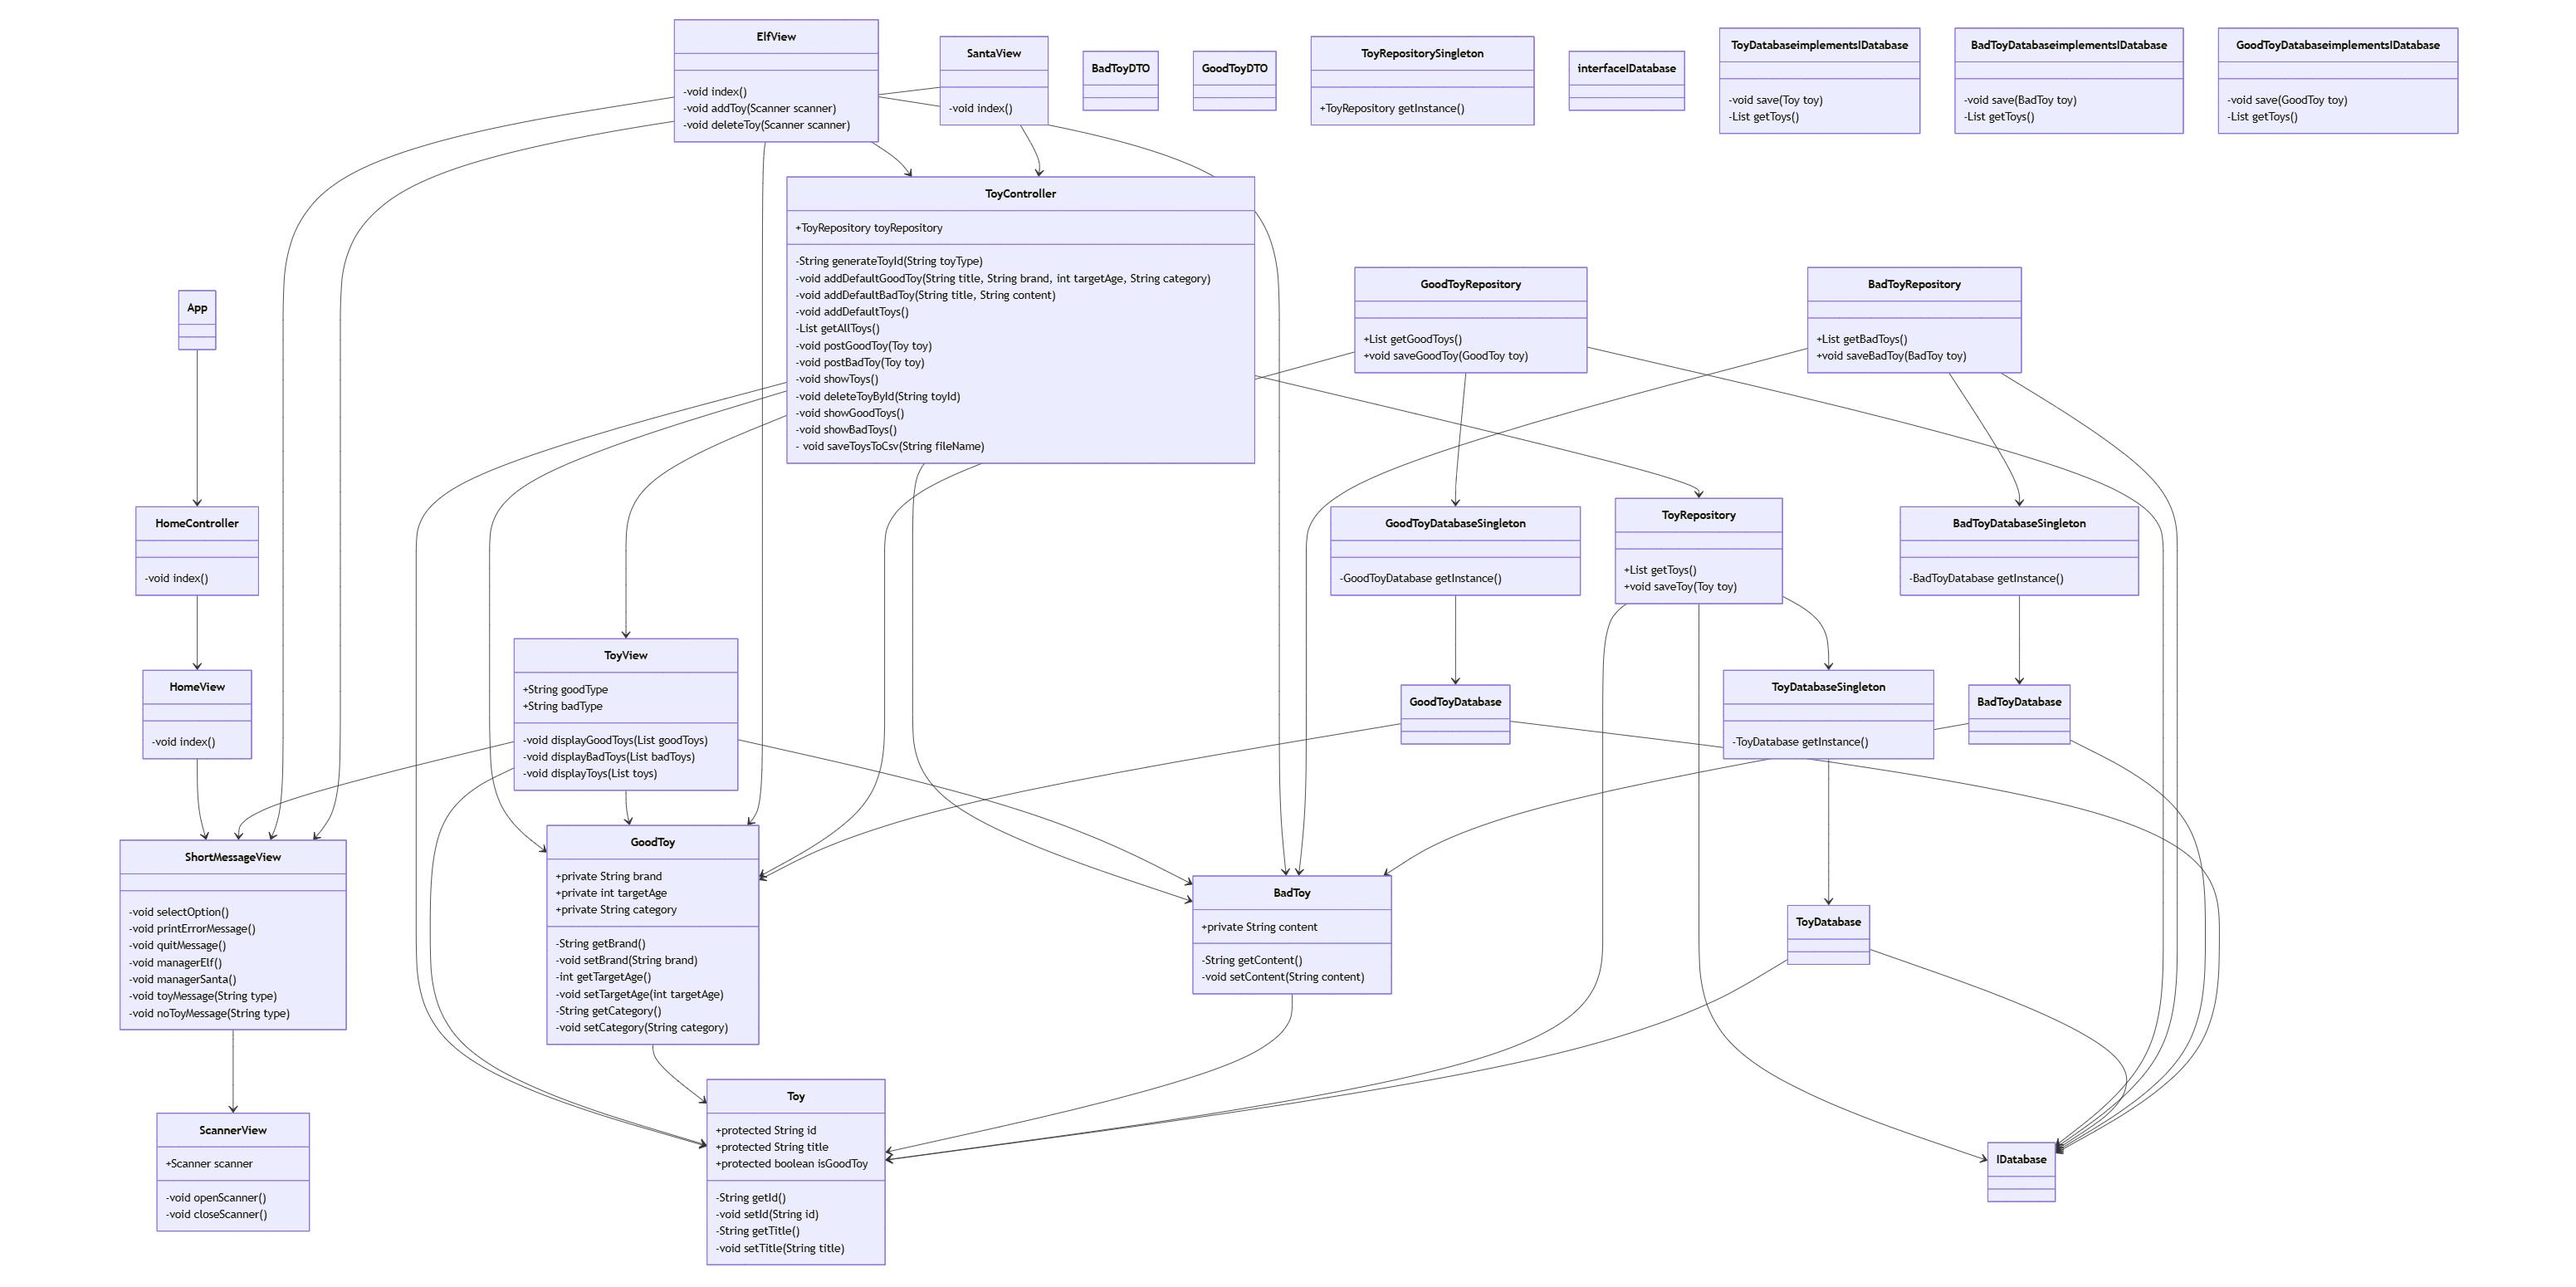 ElfView
-void index()
-void addToy(Scanner scanner)
-void deleteToy(Scanner scanner)
SantaView
-void index()
BadToyDTO
GoodToyDTO
ToyRepositorySingleton
+ToyRepository getInstance()
interfaceIDatabase
ToyDatabaseimplementsIDatabase
-void save(Toy toy)
-List getToys()
BadToyDatabaseimplementsIDatabase
-void save(BadToy toy)
-List getToys()
GoodToyDatabaseimplementsIDatabase
-void save(GoodToy toy)
-List getToys()
ToyController
+ToyRepository toyRepository
-String generateToyId(String toyType)
-void addDefaultGoodToy(String title, String brand, int targetAge, String category)
-void addDefaultBadToy(String title, String content)
-void addDefaultToys()
-List getAllToys()
-void postGoodToy(Toy toy)
-void postBadToy(Toy toy)
-void showToys()
-void deleteToyById(String toyId)
-void showGoodToys()
-void showBadToys()
- void saveToysToCsv(String fileName)
GoodToyRepository
+List getGoodToys()
+void saveGoodToy(GoodToy toy)
BadToyRepository
+List getBadToys()
+void saveBadToy(BadToy toy)
App
HomeController
-void index()
GoodToyDatabaseSingleton
-GoodToyDatabase getInstance()
ToyRepository
+List getToys()
+void saveToy(Toy toy)
BadToyDatabaseSingleton
-BadToyDatabase getInstance()
HomeView
-void index()
ToyView
+String goodType
+String badType
-void displayGoodToys(List goodToys)
-void displayBadToys(List badToys)
-void displayToys(List toys)
GoodToyDatabase
ToyDatabaseSingleton
-ToyDatabase getInstance()
BadToyDatabase
ShortMessageView
-void selectOption()
-void printErrorMessage()
-void quitMessage()
-void managerElf()
-void managerSanta()
-void toyMessage(String type)
-void noToyMessage(String type)
GoodToy
+private String brand
+private int targetAge
+private String category
-String getBrand()
-void setBrand(String brand)
-int getTargetAge()
-void setTargetAge(int targetAge)
-String getCategory()
-void setCategory(String category)
BadToy
+private String content
-String getContent()
-void setContent(String content)
ToyDatabase
ScannerView
+Scanner scanner
-void openScanner()
-void closeScanner()
Toy
+protected String id
+protected String title
+protected boolean isGoodToy
-String getId()
-void setId(String id)
-String getTitle()
-void setTitle(String title)
IDatabase